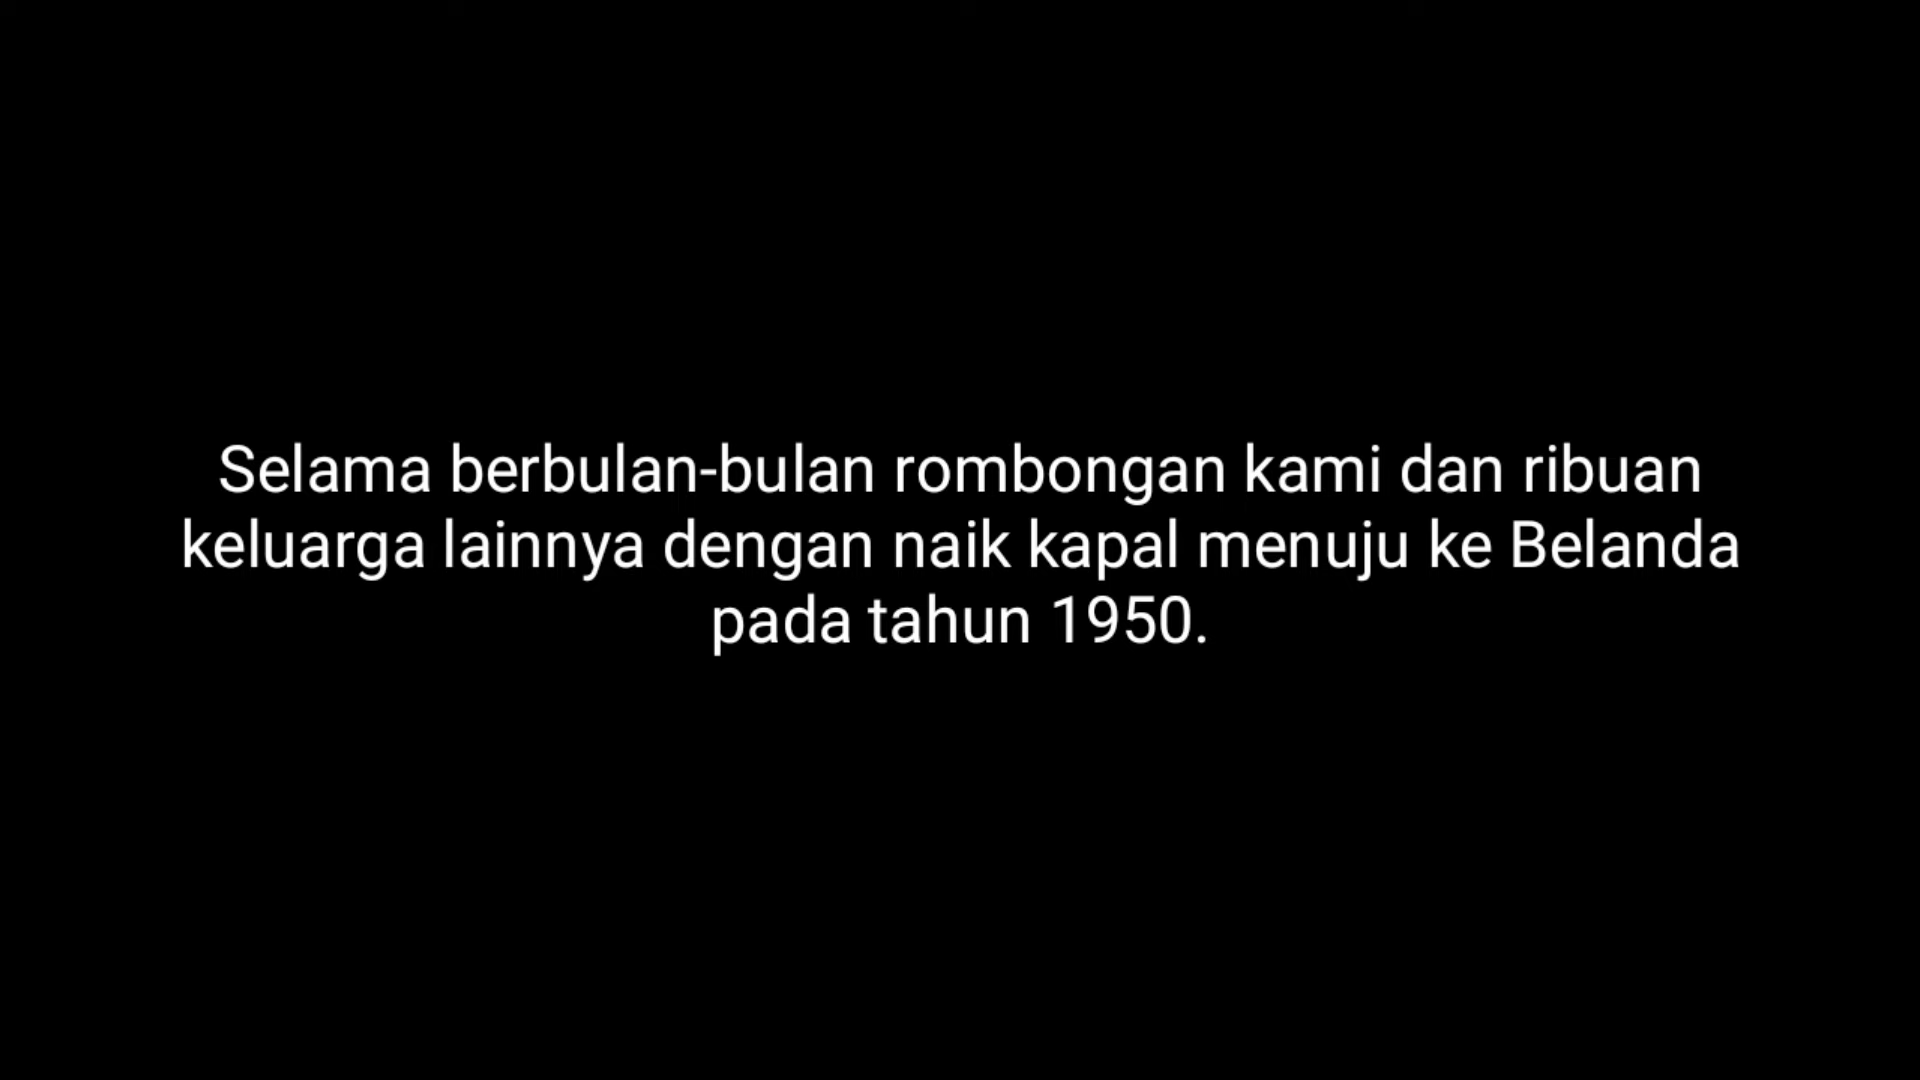 Selama berbulan-bulan rombongan kami dan ribuan
keluarga lainnya dengan naik kapal menuju ke Belanda
pada tahun 1950.